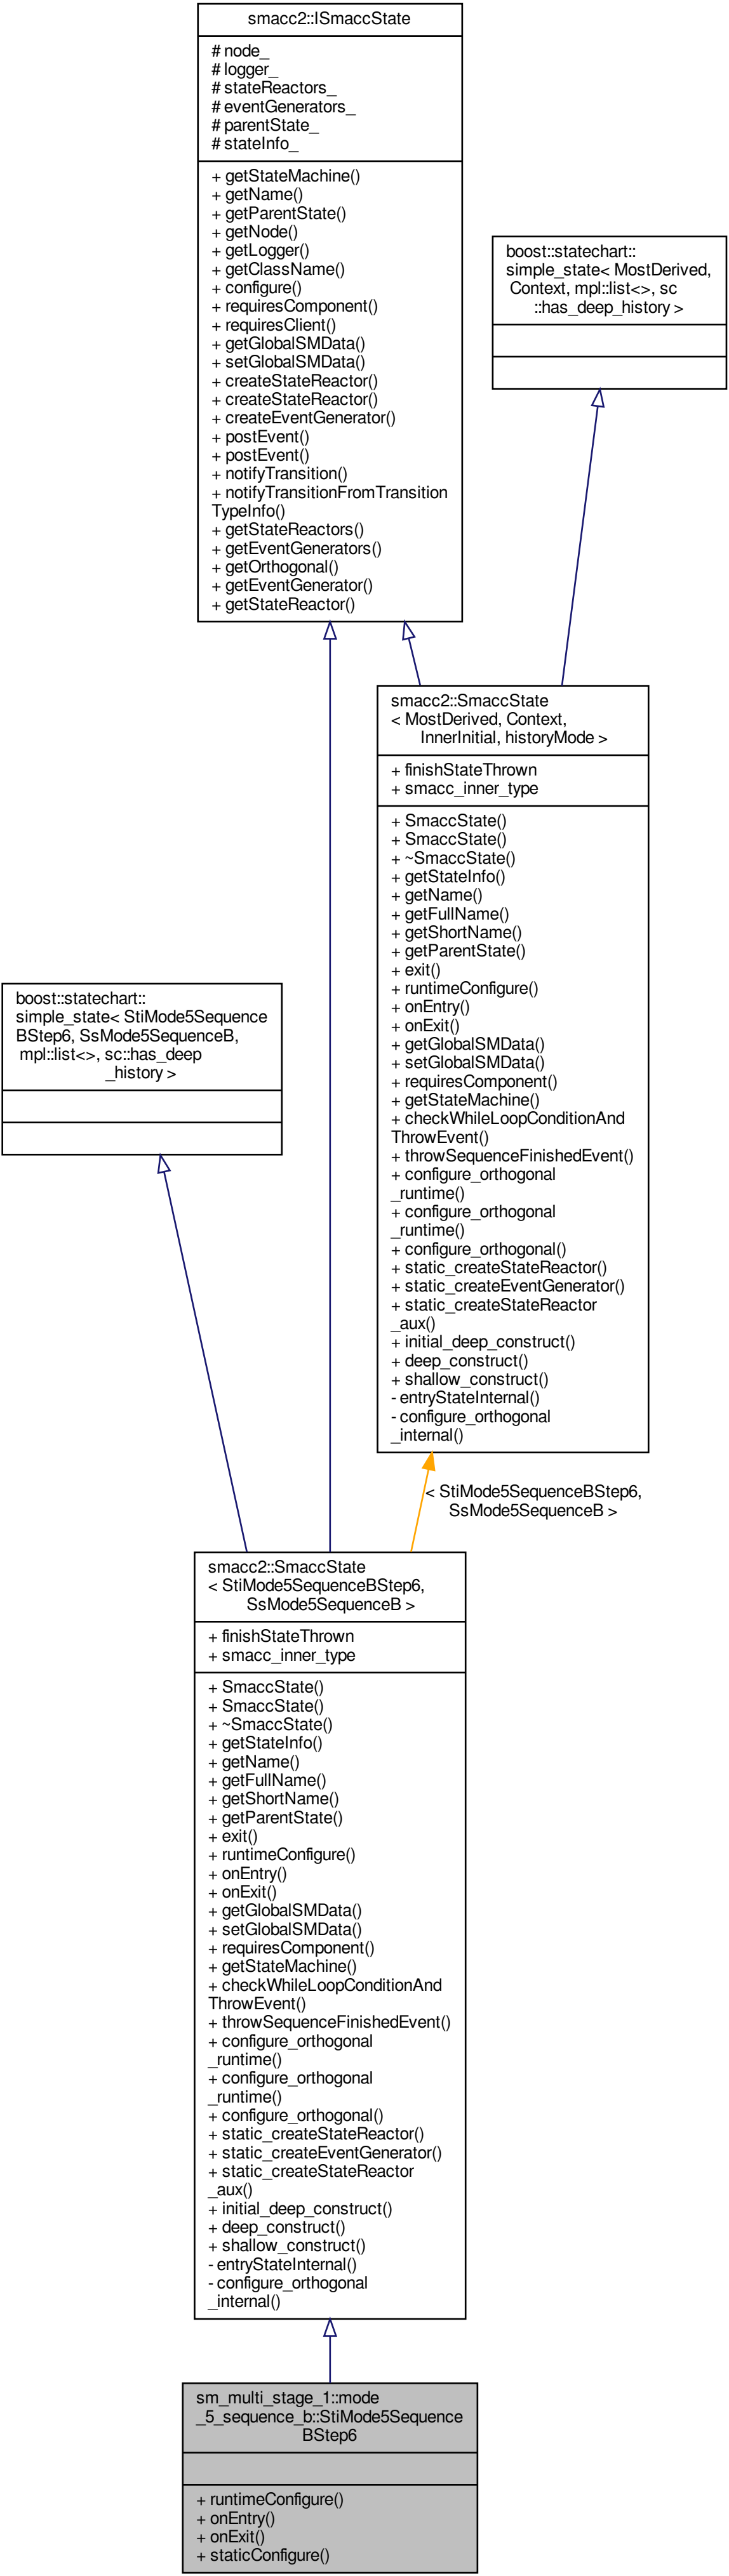 smacc2::ISmaccState
# node_
# logger_
# stateReactors_
# eventGenerators_
# parentState_
# stateInfo_
+ getStateMachine()
+ getName()
+ getParentState()
+ getNode()
+ getLogger()
+ getClassName()
+ configure()
+ requiresComponent()
+ requiresClient()
+ getGlobalSMData()
+ setGlobalSMData()
+ createStateReactor()
+ createStateReactor()
+ createEventGenerator()
+ postEvent()
+ postEvent()
+ notifyTransition()
+ notifyTransitionFromTransition
TypeInfo()
+ getStateReactors()
+ getEventGenerators()
+ getOrthogonal()
+ getEventGenerator()
+ getStateReactor()
boost::statechart::
simple_state< MostDerived,
Context, mpl::list<>, sc
::has_deep_history >
smacc2::SmaccState
< MostDerived, Context,
InnerInitial, historyMode >
+ finishStateThrown
+ smacc_inner_type
+ SmaccState()
+ SmaccState()
+ ~SmaccState()
+ getStateInfo()
+ getName()
+ getFullName()
+ getShortName()
+ getParentState()
+ exit()
+ runtimeConfigure()
+ onEntry()
+ onExit()
+ getGlobalSMData()
+ setGlobalSMData()
+ requiresComponent()
+ getStateMachine()
+ checkWhileLoopConditionAnd
ThrowEvent()
+ throwSequenceFinishedEvent()
+ configure_orthogonal
_runtime()
+ configure_orthogonal
_runtime()
+ configure_orthogonal()
+ static_createStateReactor()
+ static_createEventGenerator()
+ static_createStateReactor
_aux()
+ initial_deep_construct()
+ deep_construct()
+ shallow_construct()
- entryStateInternal()
- configure_orthogonal
_internal()
boost::statechart::
simple_state< StiMode5Sequence
BStep6, SsMode5SequenceB,
mpl::list<>, sc::has_deep
_history >
< StiMode5SequenceBStep6,
SsMode5SequenceB >
smacc2::SmaccState
< StiMode5SequenceBStep6,
SsMode5SequenceB >
+ finishStateThrown
+ smacc_inner_type
+ SmaccState()
+ SmaccState()
+ ~SmaccState()
+ getStateInfo()
+ getName()
+ getFullName()
+ getShortName()
+ getParentState()
+ exit()
+ runtimeConfigure()
+ onEntry()
+ onExit()
+ getGlobalSMData()
+ setGlobalSMData()
+ requiresComponent()
+ getStateMachine()
+ checkWhileLoopConditionAnd
ThrowEvent()
+ throwSequenceFinishedEvent()
+ configure_orthogonal
_runtime()
+ configure_orthogonal
_runtime()
+ configure_orthogonal()
+ static_createStateReactor()
+ static_createEventGenerator()
+ static_createStateReactor
_aux()
+ initial_deep_construct()
+ deep_construct()
+ shallow_construct()
- entryStateInternal()
- configure_orthogonal
_internal()
sm_multi_stage_1::mode
_5_sequence_b::StiMode5Sequence
BStep6
+ runtimeConfigure()
+ onEntry()
+ onExit()
+ staticConfigure()